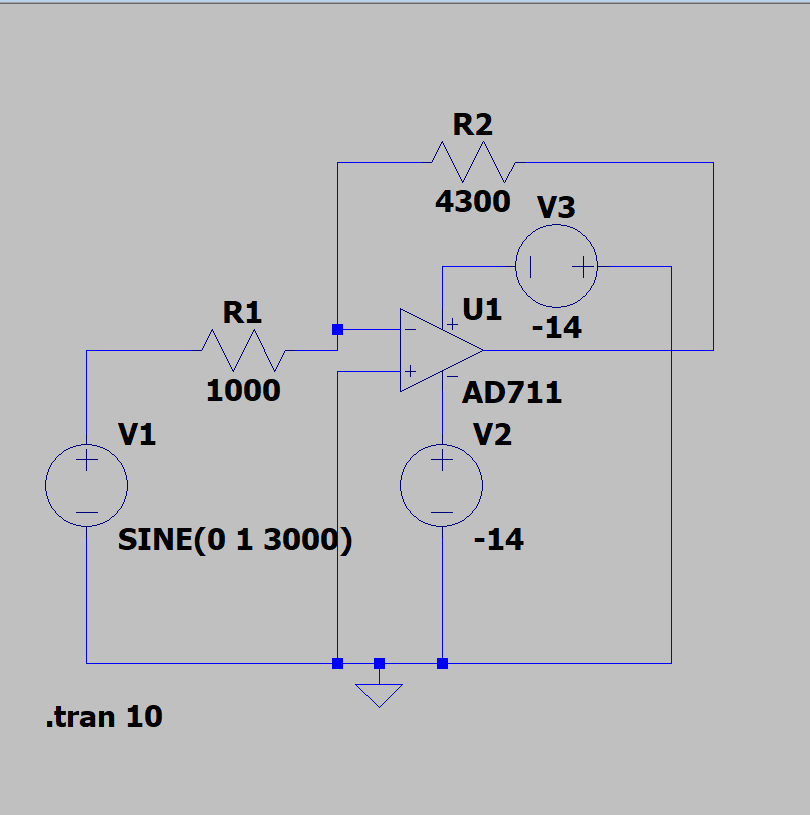 R2
4300
V3
-14
U1
AD711
R1
1000
V1
SINE(0 1 3000)
V2
-14
.tran 10